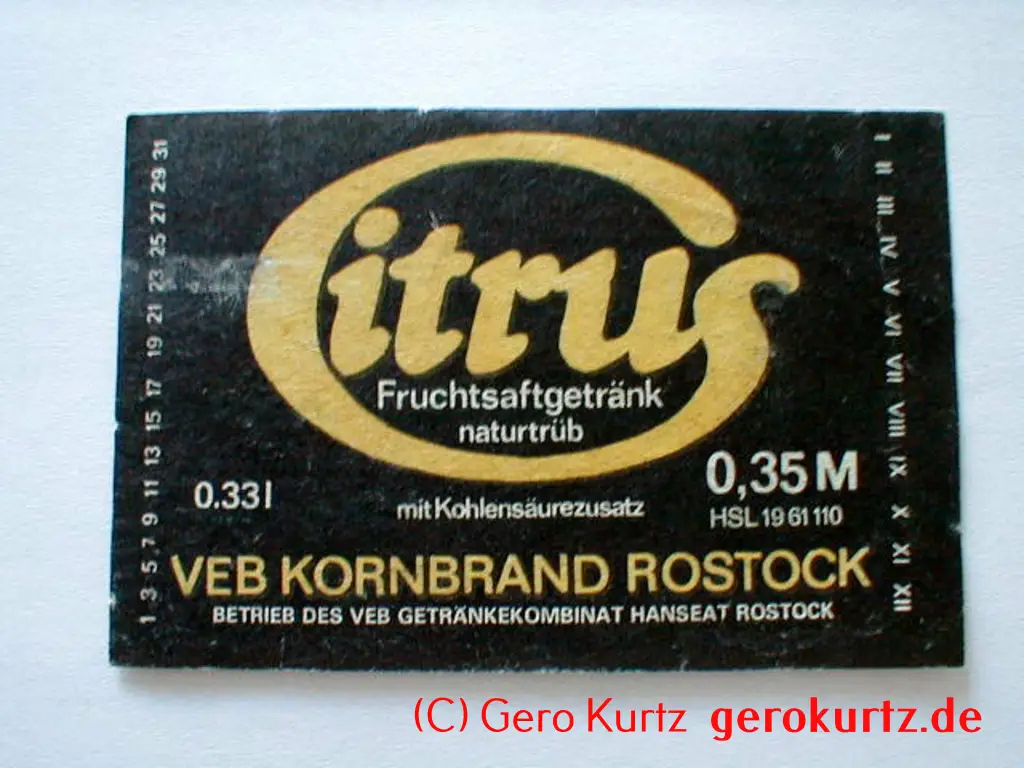 1 3 5 7 9 11 13 15 17 19 21 23 25 27 29 31
Citrus
Fruchtsaftgetränk
naturtrüb
0.33 l
mit Kohlensäurezusatz
0,35 M
HSL 19 61 110
VEB KORNBRAND ROSTOCK
BETRIEB DES VEB GETRÄNKEKOMBINAT HANSEAT ROSTOCK
I II III IV V VI VII VIII XI X XI XII
(C) Gero Kurtz gerokurtz.de